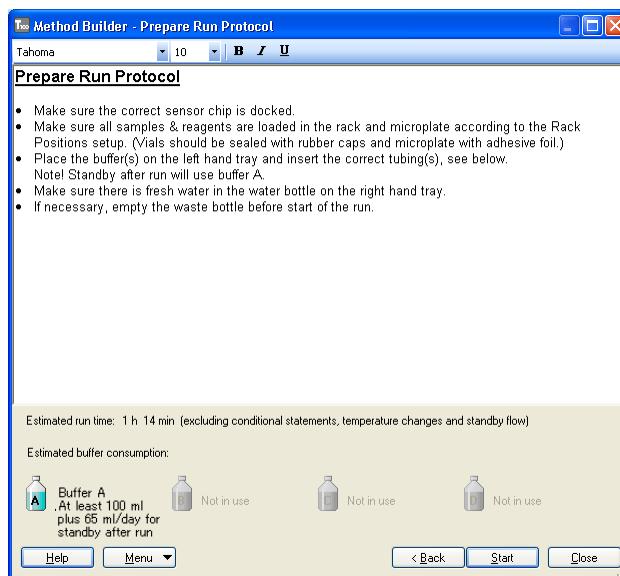 T100 Method Builder - Prepare Run Protocol
Tahoma 10 B I U
Prepare Run Protocol
• Make sure the correct sensor chip is docked.
• Make sure all samples & reagents are loaded in the rack and microplate according to the Rack
Positions setup. (Vials should be sealed with rubber caps and microplate with adhesive foil.)
• Place the buffer(s) on the left hand tray and insert the correct tubing(s), see below.
Note! Standby after run will use buffer A.
• Make sure there is fresh water in the water bottle on the right hand tray.
• If necessary, empty the waste bottle before start of the run.
Estimated run time: 1 h 14 min (excluding conditional statements, temperature changes and standby flow)
Estimated buffer consumption:
A Buffer A
.At least 100 ml
plus 65 ml/day for
standby after run
B Not in use
C Not in use
D Not in use
Help Menu < Back Start Close